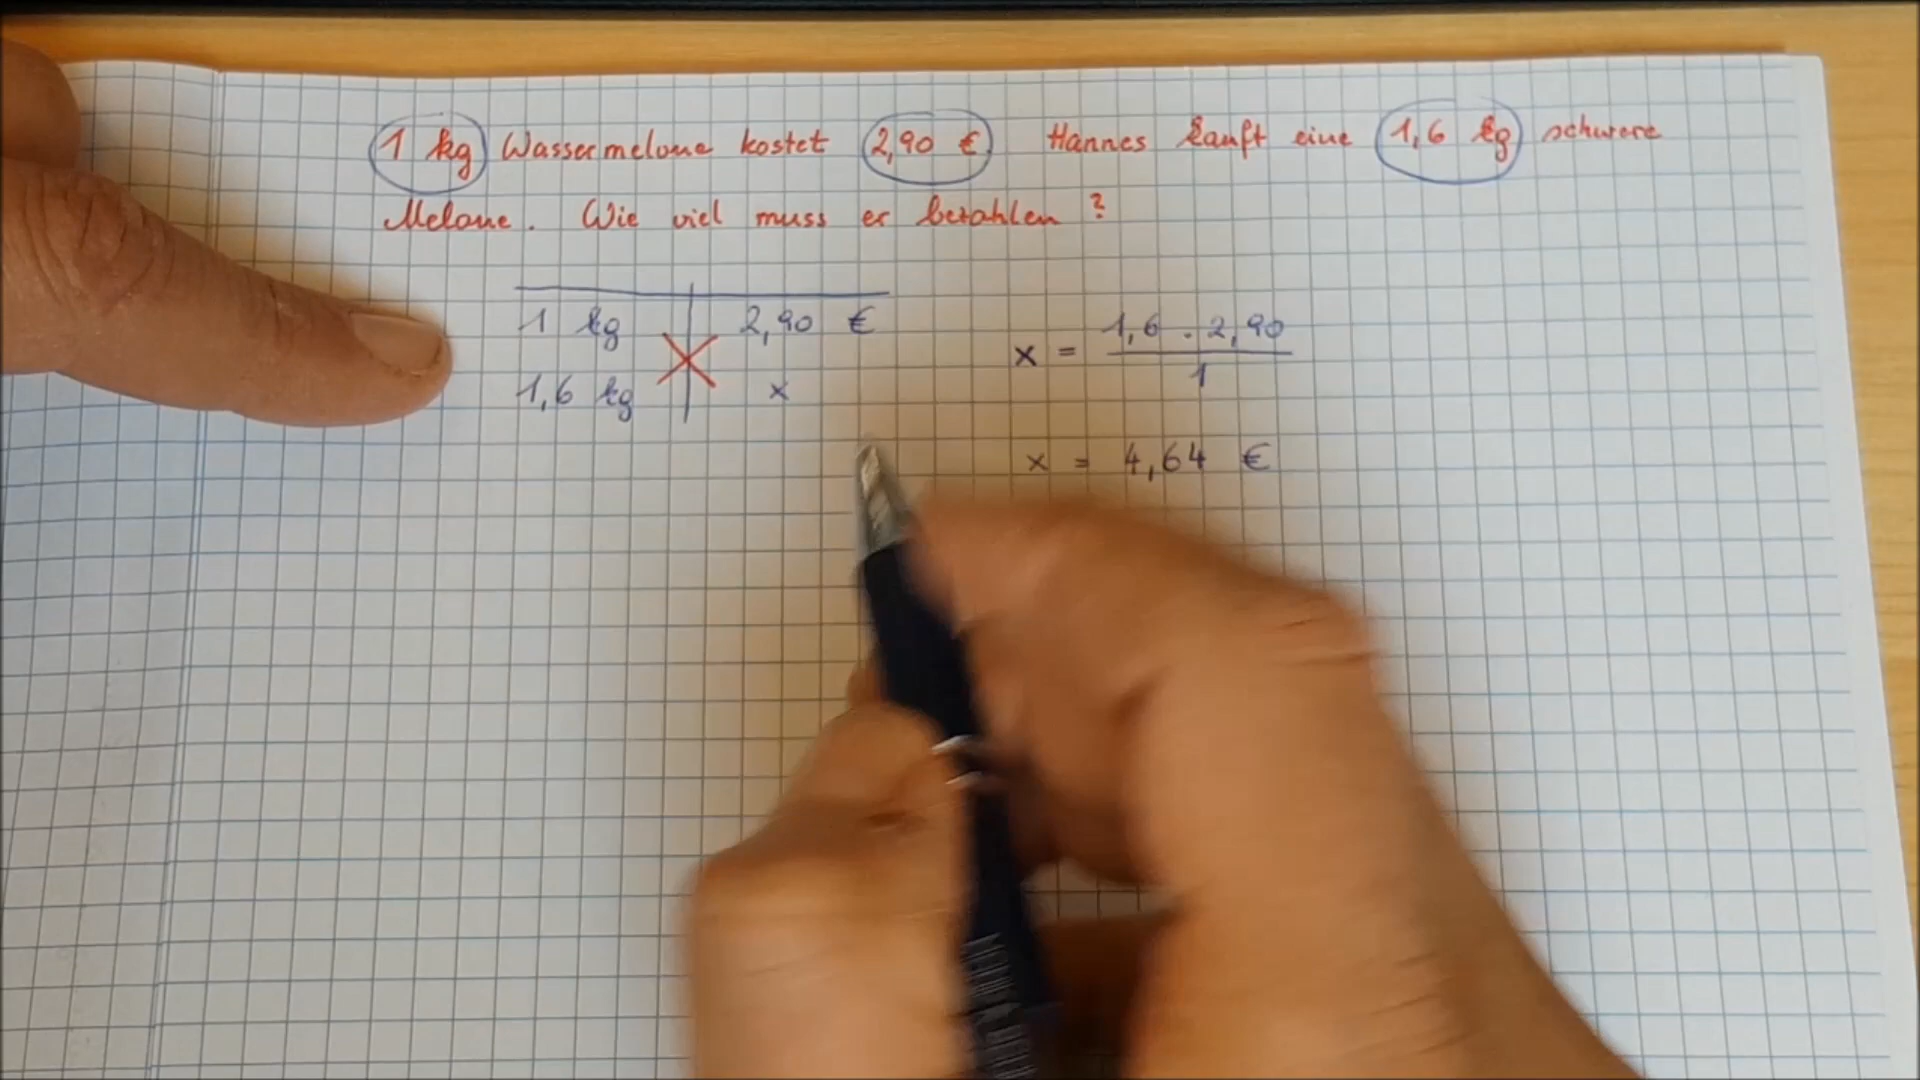 1 kg Wassermelone kostet 2,90 € Hannes kauft eine 1,6 kg schwere
Melone. Wie viel muss er bezahlen?
1 kg 2,90 €
1,6 kg x
x = 1,6 · 2,90 / 1
x = 4,64 €